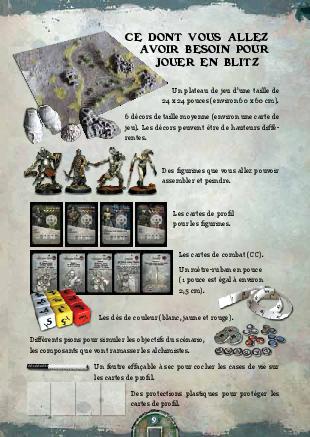 CE DONT VOUS ALLEZ
AVOIR BESOIN POUR
JOUER EN BLITZ
Un plateau de jeu d'une taille de
24 x 24 pouces (environ 60 x 60 cm).
6 décors de taille moyenne (environ une carte de
jeu). Les décors peuvent être de hauteurs diffé-
rentes.
Des figurines que vous allez pouvoir
assembler et peindre.
Les cartes de profil
pour les figurines.
Les cartes de combat (CC).
Un mètre-ruban en pouce
(1 pouce est égal à environ
2,5 cm).
Les dés de couleur (blanc, jaune et rouge).
Différents pions pour simuler les objectifs du scénario,
les composants que vont ramasser les alchimistes.
Un feutre effaçable à sec pour cocher les cases de vie sur
les cartes de profil.
Des protections plastiques pour protéger les
cartes de profil.
9